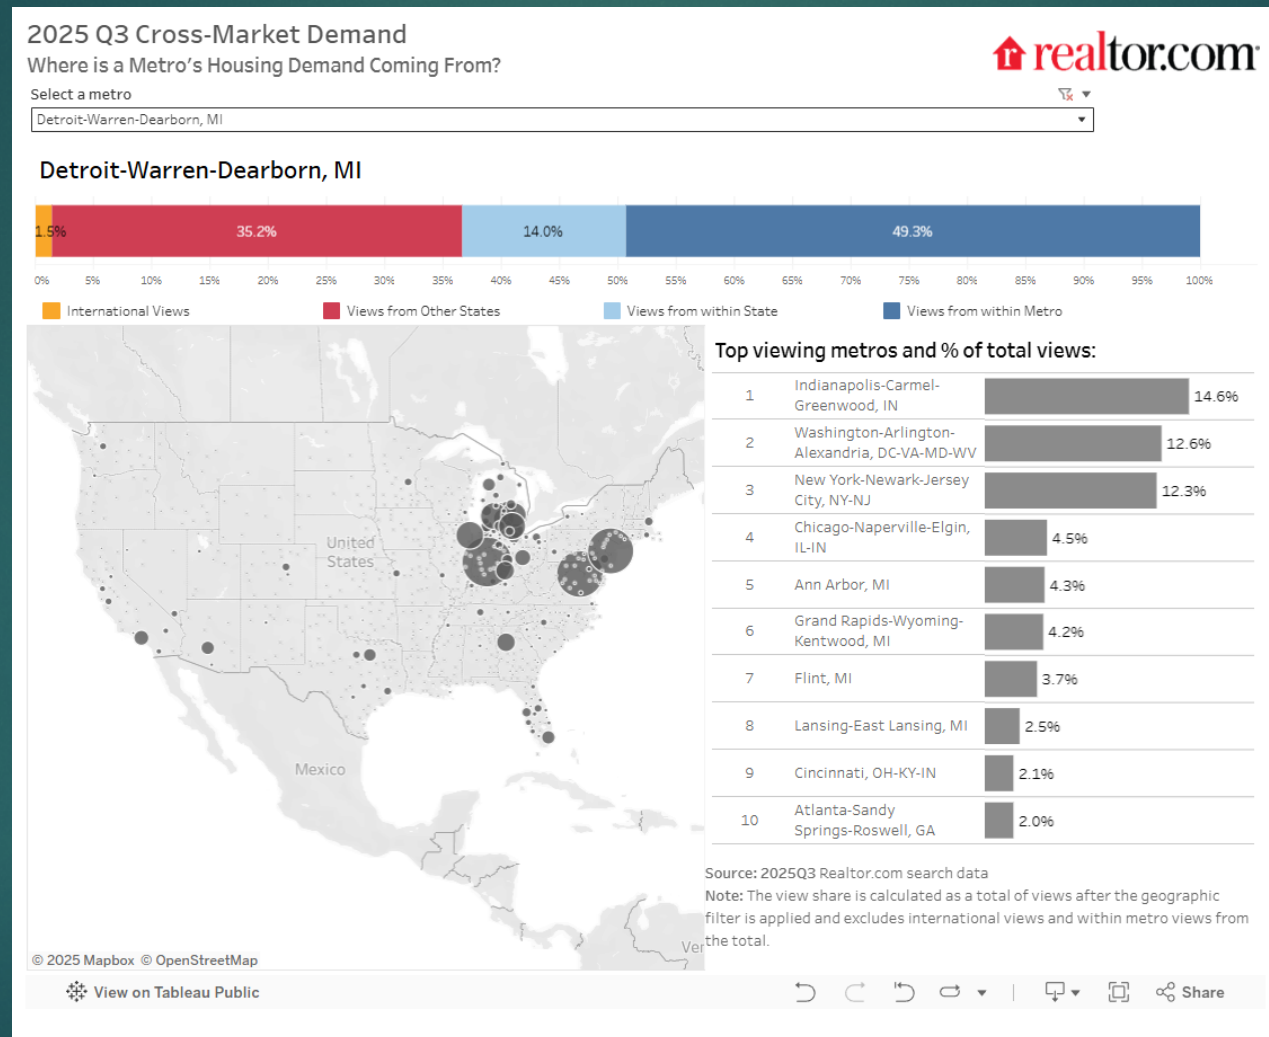 2025 Q3 Cross-Market Demand
Where is a Metro's Housing Demand Coming From?
realtor.com
Select a metro
Detroit-Warren-Dearborn, MI
Detroit-Warren-Dearborn, MI
1.5% 35.2% 14.0% 49.3%
0% 5% 10% 15% 20% 25% 30% 35% 40% 45% 50% 55% 60% 65% 70% 75% 80% 85% 90% 95% 100%
International Views Views from Other States Views from within State Views from within Metro
United
States
Mexico
Ven
© 2025 Mapbox © OpenStreetMap
Top viewing metros and % of total views:
1 Indianapolis-Carmel-
Greenwood, IN 14.6%
2 Washington-Arlington-
Alexandria, DC-VA-MD-WV 12.6%
3 New York-Newark-Jersey
City, NY-NJ 12.3%
4 Chicago-Naperville-Elgin,
IL-IN 4.5%
5 Ann Arbor, MI 4.3%
6 Grand Rapids-Wyoming-
Kentwood, MI 4.2%
7 Flint, MI 3.7%
8 Lansing-East Lansing, MI 2.5%
9 Cincinnati, OH-KY-IN 2.1%
10 Atlanta-Sandy
Springs-Roswell, GA 2.0%
Source: 2025Q3 Realtor.com search data
Note: The view share is calculated as a total of views after the geographic
filter is applied and excludes international views and within metro views from
the total.
View on Tableau Public
Share